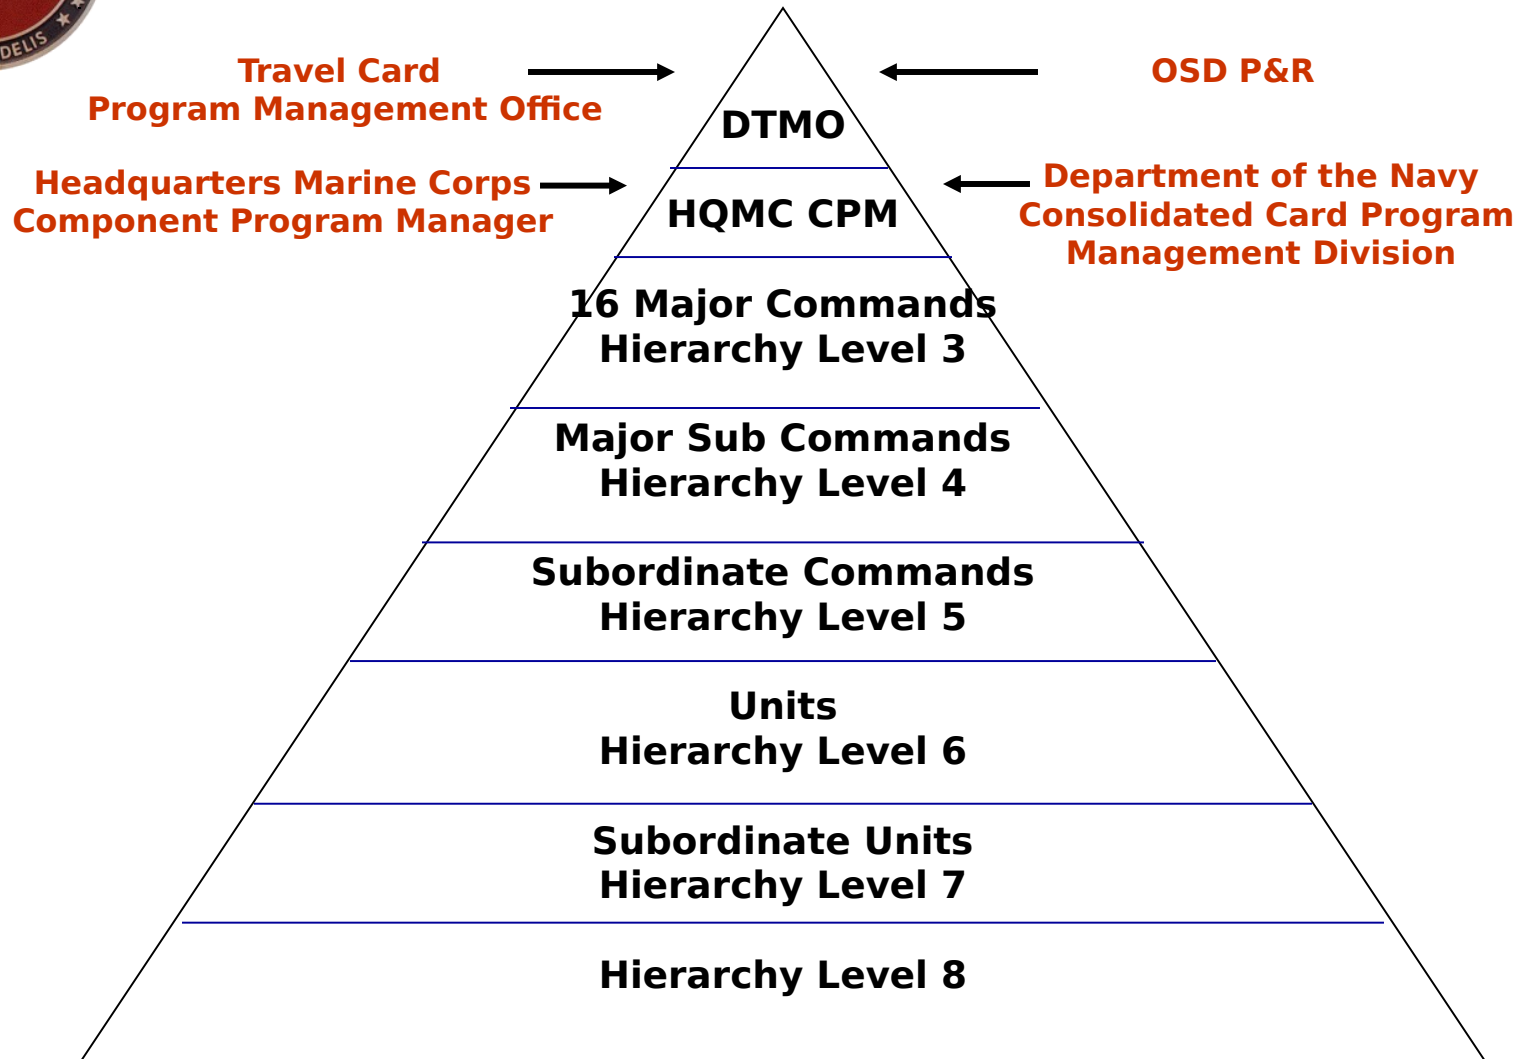 DELIS
Travel Card
Program Management Office
OSD P&R
DTMO
Headquarters Marine Corps
Component Program Manager
Department of the Navy
Consolidated Card Program
Management Division
HQMC CPM
16 Major Commands
Hierarchy Level 3
Major Sub Commands
Hierarchy Level 4
Subordinate Commands
Hierarchy Level 5
Units
Hierarchy Level 6
Subordinate Units
Hierarchy Level 7
Hierarchy Level 8